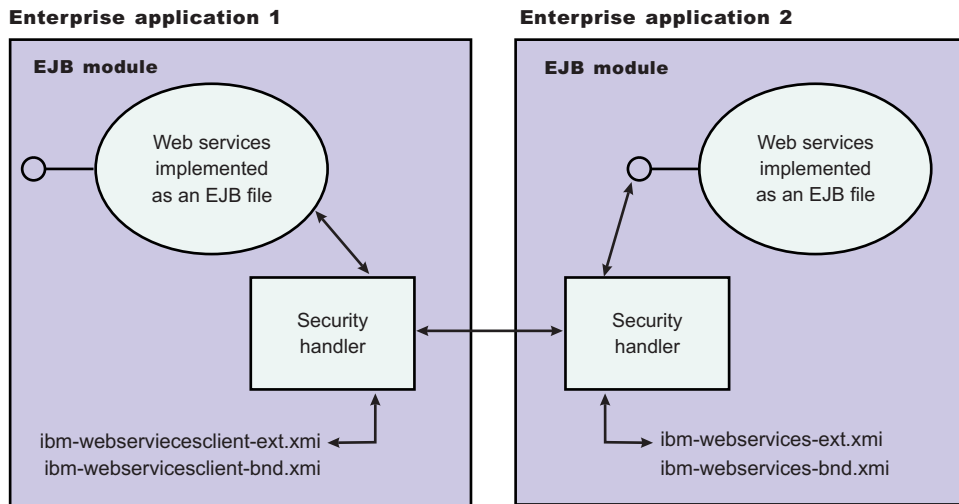 Enterprise application 1
EJB module
Web services
implemented
as an EJB file
Security
handler
ibm-webserviecesclient-ext.xmi
ibm-webservicesclient-bnd.xmi
Enterprise application 2
EJB module
Web services
implemented
as an EJB file
Security
handler
ibm-webservices-ext.xmi
ibm-webservices-bnd.xmi